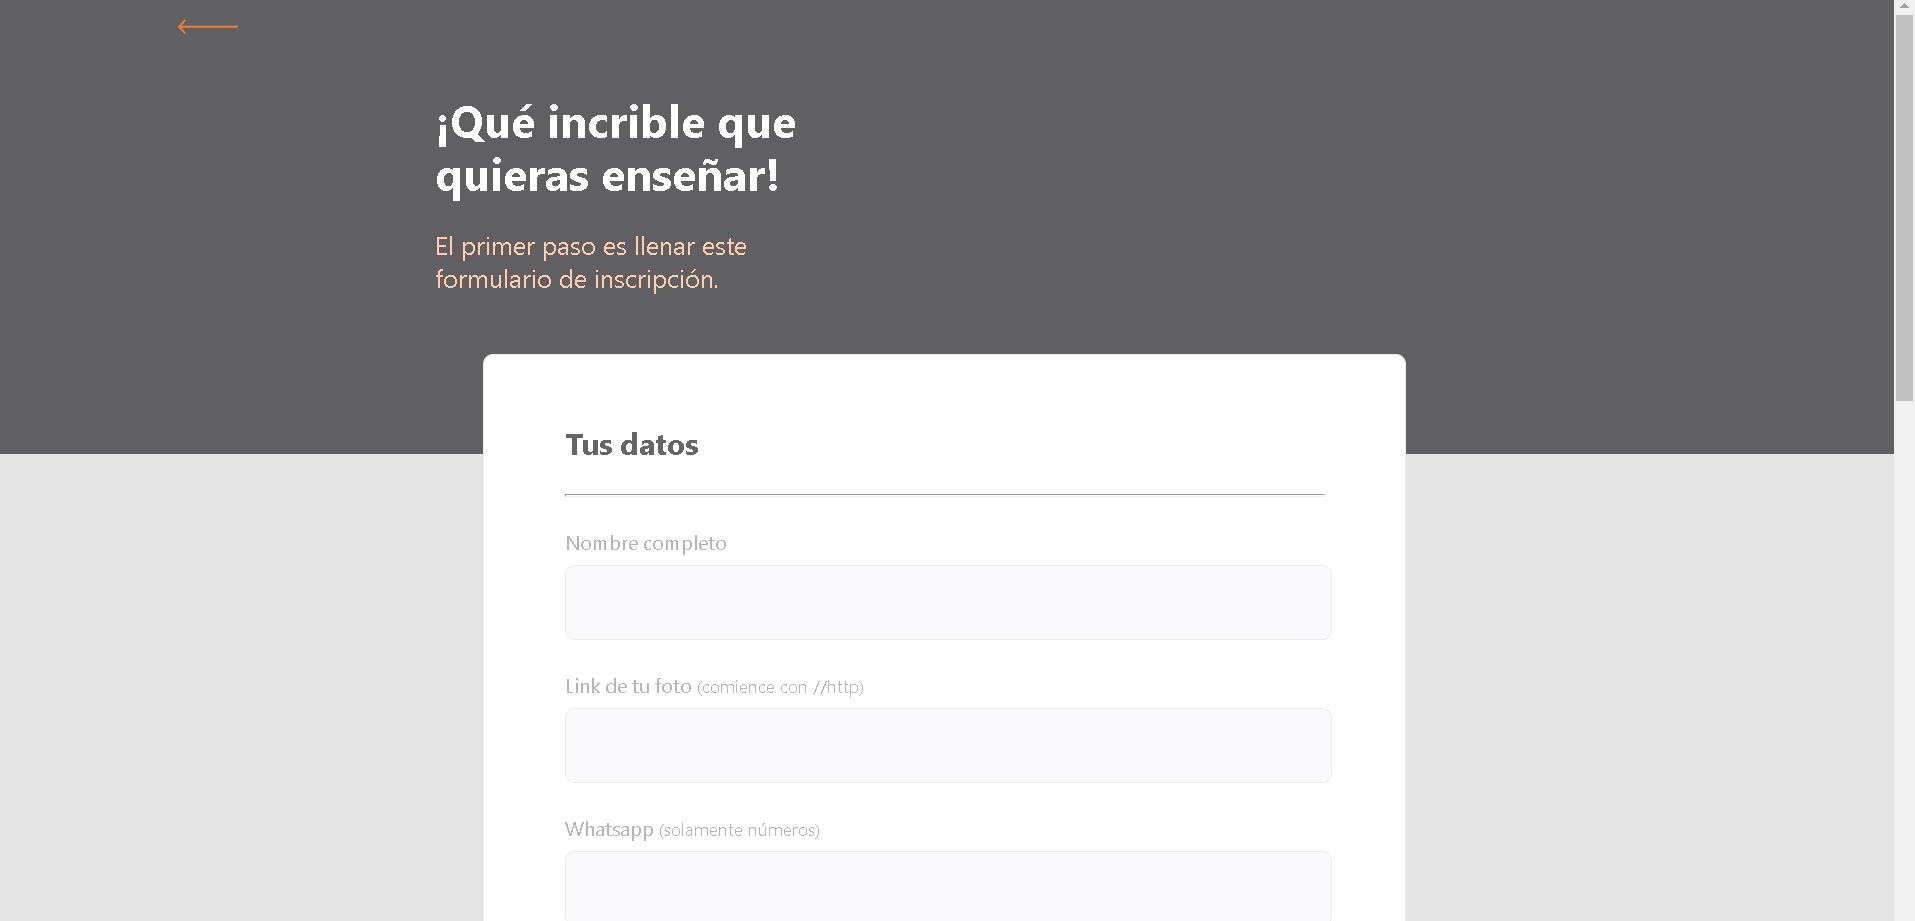 ¡Qué incrible que
quieras enseñar!
El primer paso es llenar este
formulario de inscripción.
Tus datos
Nombre completo
Link de tu foto (comience con //http)
Whatsapp (solamente números)